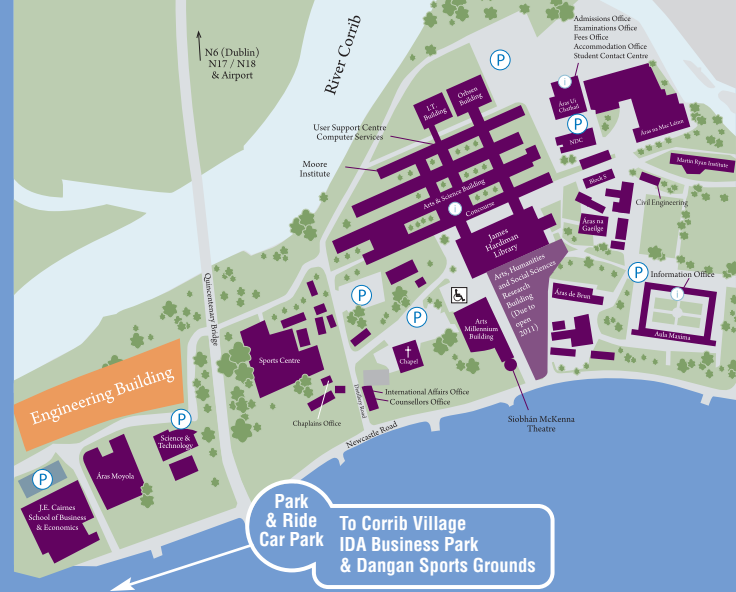 Admissions Office
Examinations Office
Fees Office
Accommodation Office
Student Contact Centre
River Corrib
N6 (Dublin)
N17 / N18
& Airport
P
i
Orbsen
Building
I.T.
Building
Áras Uí
Chathail
P
Áras na Mac Léinn
User Support Centre
Computer Services
NDC
Moore
Institute
Martin Ryan Institute
Block S
Arts & Science Building
Civil Engineering
i
Concourse
Áras na
Gaeilge
James
Hardiman
Library
Quincentenary Bridge
Arts, Humanities
and Social Sciences
Research
Building
(Due to
open
2011)
P
Information Office
i
P
Áras de Brun
P
Arts
Millennium
Building
Aula Maxima
Sports Centre
Chapel
Engineering Building
International Affairs Office
Counsellors Office
Distillery Road
Chaplains Office
Siobhán McKenna
Theatre
Newcastle Road
P
Science &
Technology
Áras Moyola
P
J.E. Cairnes
School of Business
& Economics
Park
& Ride
Car Park
To Corrib Village
IDA Business Park
& Dangan Sports Grounds